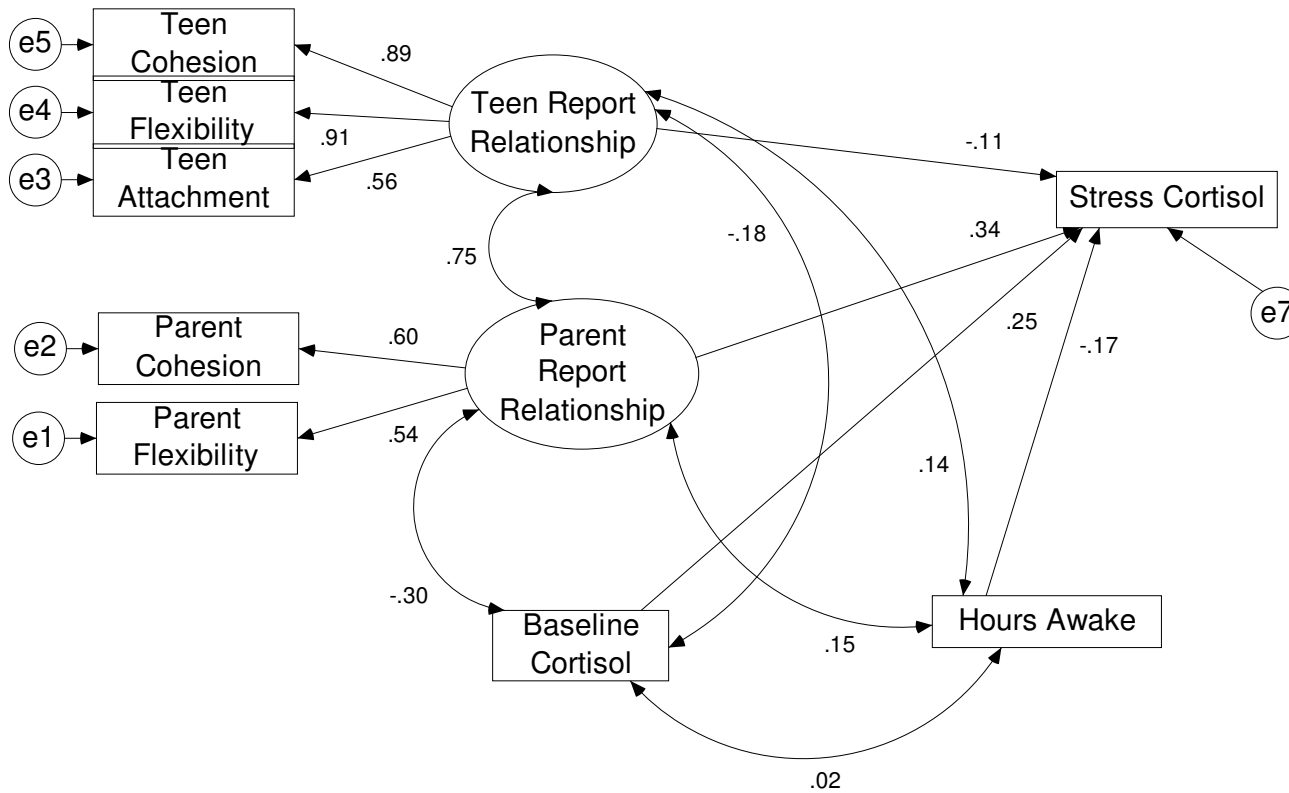 e5
Teen
Cohesion
.89
e4
Teen
Flexibility
.91
e3
Teen
Attachment
.56
Teen Report
Relationship
-.11
Stress Cortisol
-.18
.34
.75
e7
e2
Parent
Cohesion
.60
Parent
Report
Relationship
.25
-.17
e1
Parent
Flexibility
.54
.14
-.30
Baseline
Cortisol
.15
Hours Awake
.02